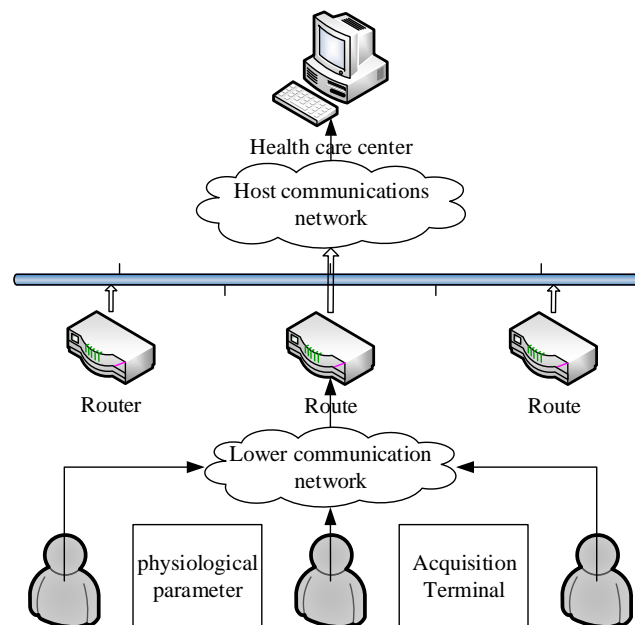 Health care center
Host communications
network
Router
Route
Route
Lower communication
network
physiological
parameter
Acquisition
Terminal